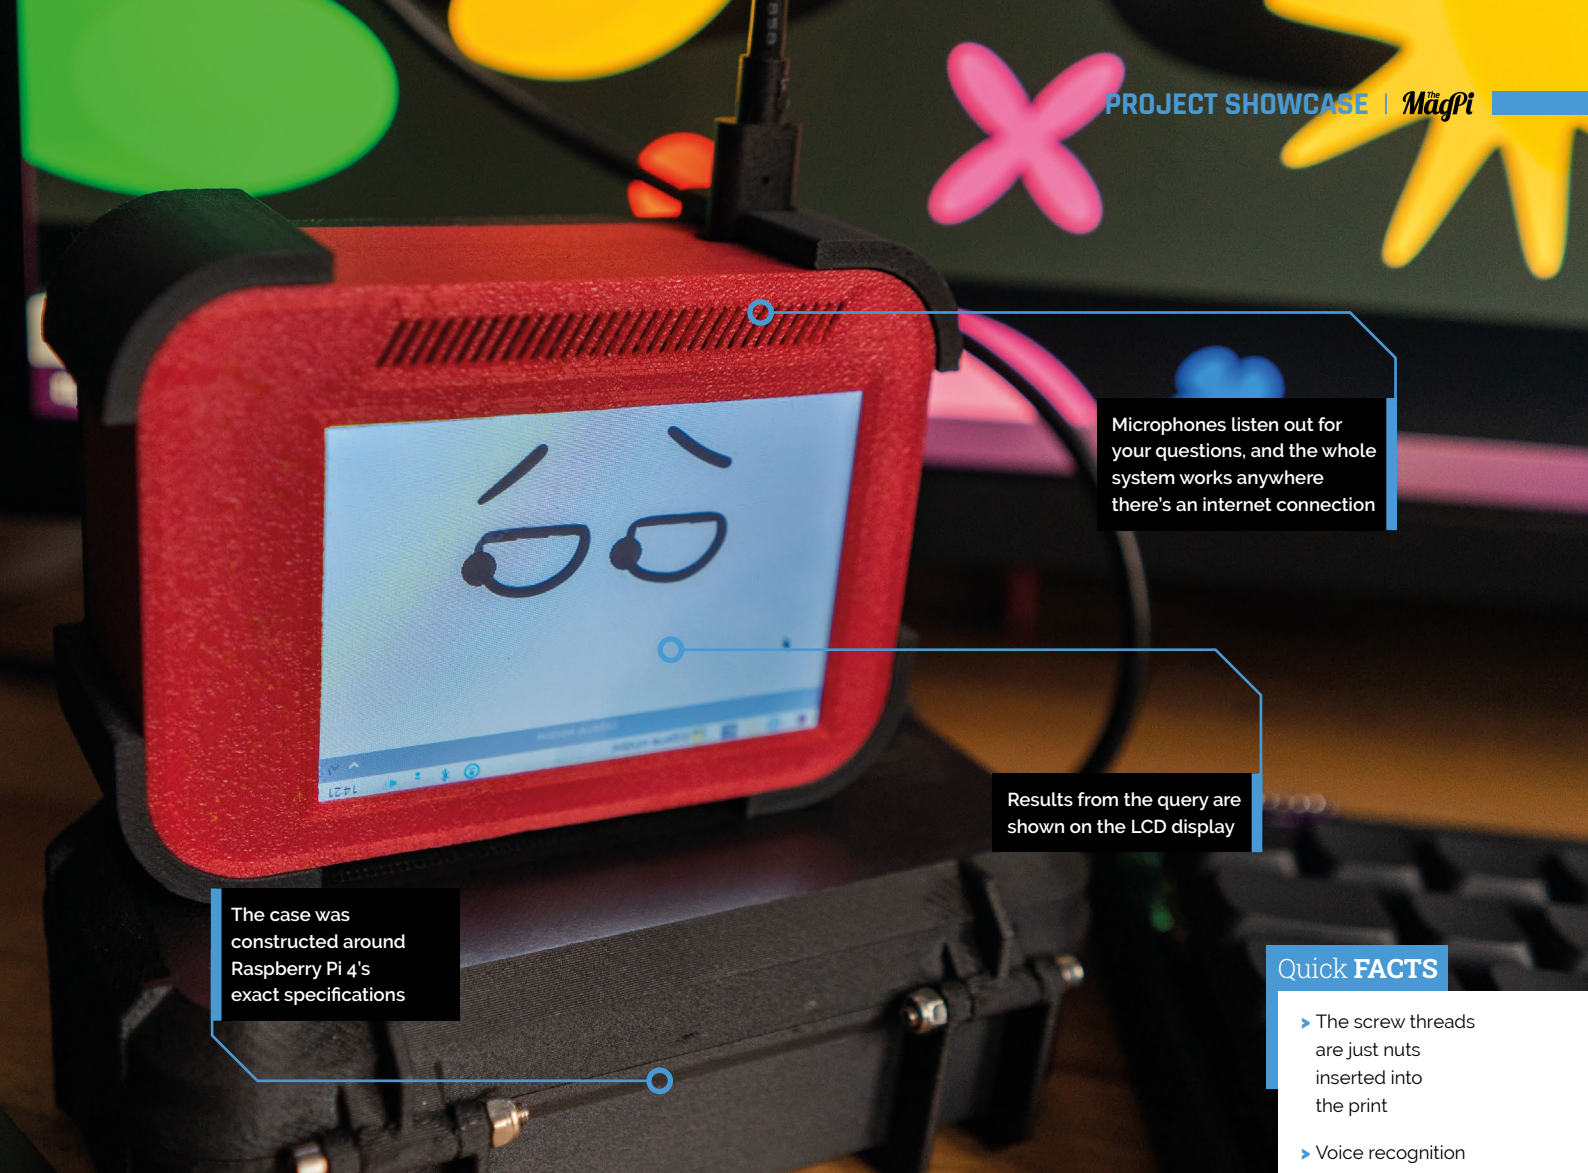 PROJECT SHOWCASE | The MagPi
Microphones listen out for
your questions, and the whole
system works anywhere
there's an internet connection
Results from the query are
shown on the LCD display
14:21
The case was
constructed around
Raspberry Pi 4's
exact specifications
Quick FACTS
> The screw threads
are just nuts
inserted into
the print
> Voice recognition